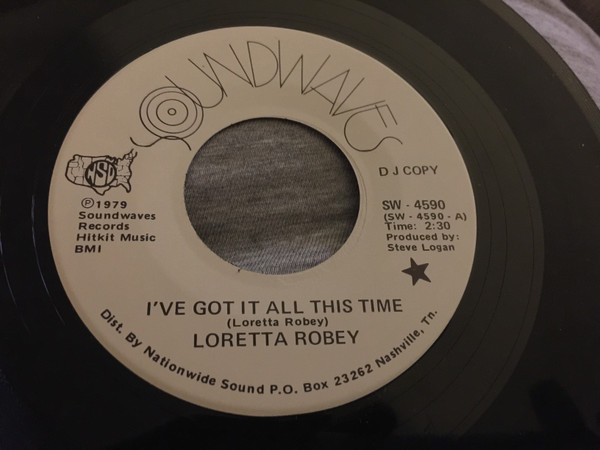 SOUNDWAVES
NSD
D J COPY
℗1979
Soundwaves
Records
Hitkit Music
BMI
SW - 4590
(SW - 4590 - A)
Time: 2:30
Produced by:
Steve Logan
I'VE GOT IT ALL THIS TIME
(Loretta Robey)
LORETTA ROBEY
Dist. By Nationwide Sound P.O. Box 23262 Nashville, Tn.